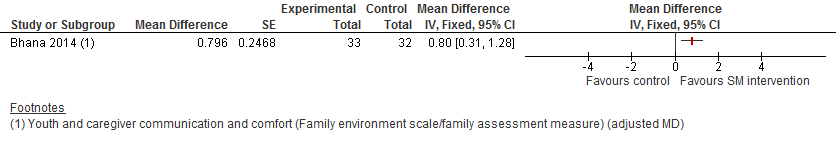 Experimental Control Mean Difference Mean Difference
Study or Subgroup Mean Difference SE Total Total IV, Fixed, 95% CI IV, Fixed, 95% CI
Bhana 2014 (1) 0.796 0.2468 33 32 0.80 [0.31, 1.28]
-4 -2 0 2 4
Favours control Favours SM intervention
Footnotes
(1) Youth and caregiver communication and comfort (Family environment scale/family assessment measure) (adjusted MD)